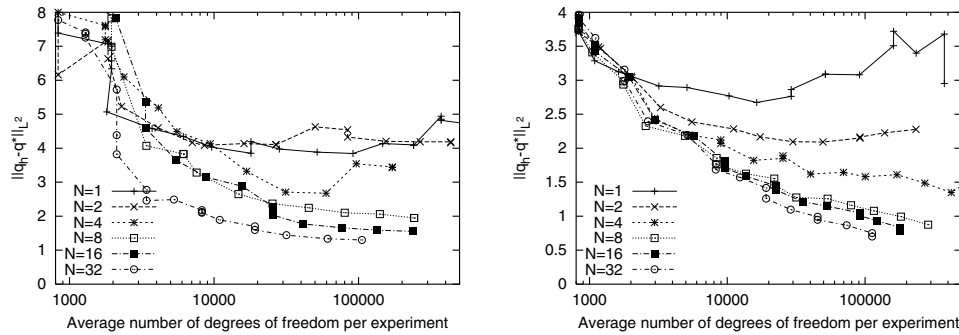 8
7
6
5
4
3
2
1
0
||q_h-q*||_L²
1000
10000
100000
Average number of degrees of freedom per experiment
N=1
N=2
N=4
N=8
N=16
N=32
4
3.5
3
2.5
2
1.5
1
0.5
0
||q_h-q*||_L²
1000
10000
100000
Average number of degrees of freedom per experiment
N=1
N=2
N=4
N=8
N=16
N=32